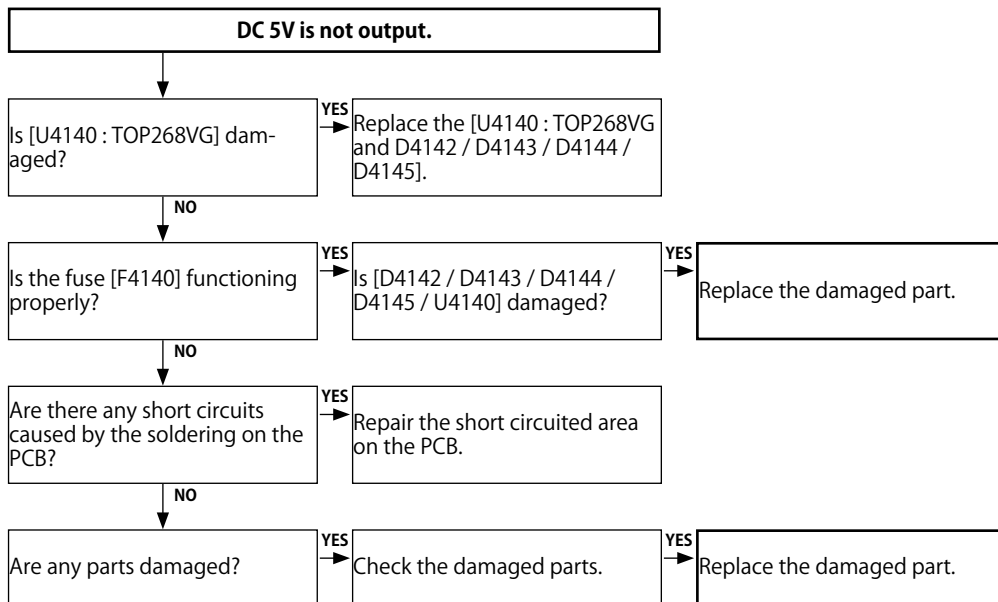 DC 5V is not output.
Is [U4140 : TOP268VG] dam-
aged?
YES
Replace the [U4140 : TOP268VG
and D4142 / D4143 / D4144 /
D4145].
NO
Is the fuse [F4140] functioning
properly?
YES
Is [D4142 / D4143 / D4144 /
D4145 / U4140] damaged?
YES
Replace the damaged part.
NO
Are there any short circuits
caused by the soldering on the
PCB?
YES
Repair the short circuited area
on the PCB.
NO
Are any parts damaged?
YES
Check the damaged parts.
YES
Replace the damaged part.